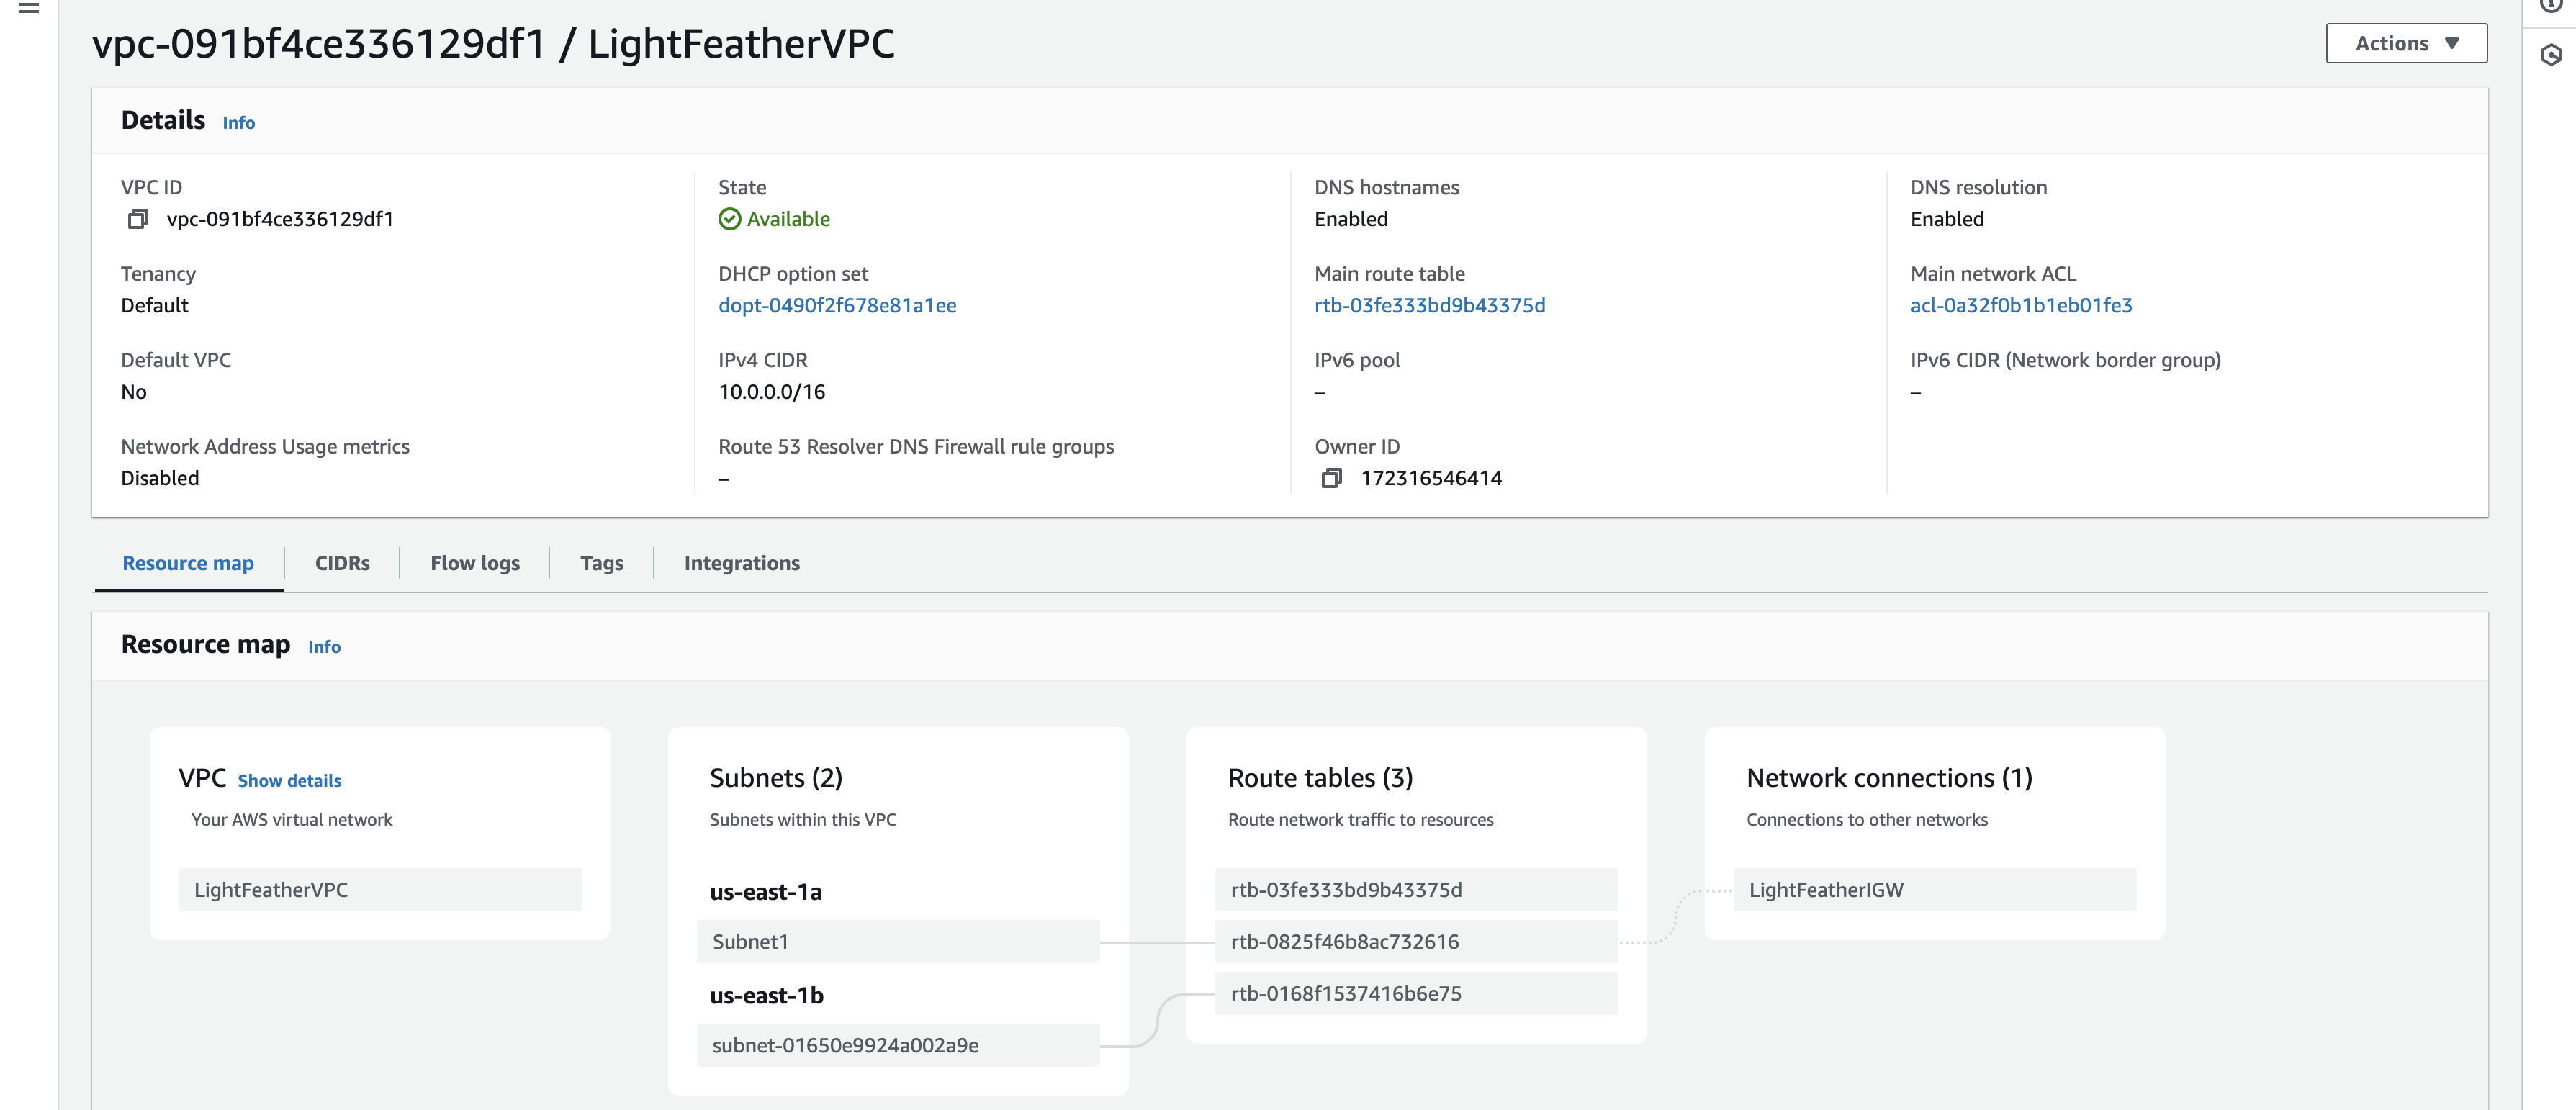 vpc-091bf4ce336129df1 / LightFeatherVPC
Actions
Details Info
VPC ID
vpc-091bf4ce336129df1
State
Available
DNS hostnames
Enabled
DNS resolution
Enabled
Tenancy
Default
DHCP option set
dopt-0490f2f678e81a1ee
Main route table
rtb-03fe333bd9b43375d
Main network ACL
acl-0a32f0b1b1eb01fe3
Default VPC
No
IPv4 CIDR
10.0.0.0/16
IPv6 pool
–
IPv6 CIDR (Network border group)
–
Network Address Usage metrics
Disabled
Route 53 Resolver DNS Firewall rule groups
–
Owner ID
172316546414
Resource map
CIDRs
Flow logs
Tags
Integrations
Resource map Info
VPC Show details
Your AWS virtual network
LightFeatherVPC
Subnets (2)
Subnets within this VPC
us-east-1a
Subnet1
us-east-1b
subnet-01650e9924a002a9e
Route tables (3)
Route network traffic to resources
rtb-03fe333bd9b43375d
rtb-0825f46b8ac732616
rtb-0168f1537416b6e75
Network connections (1)
Connections to other networks
LightFeatherIGW